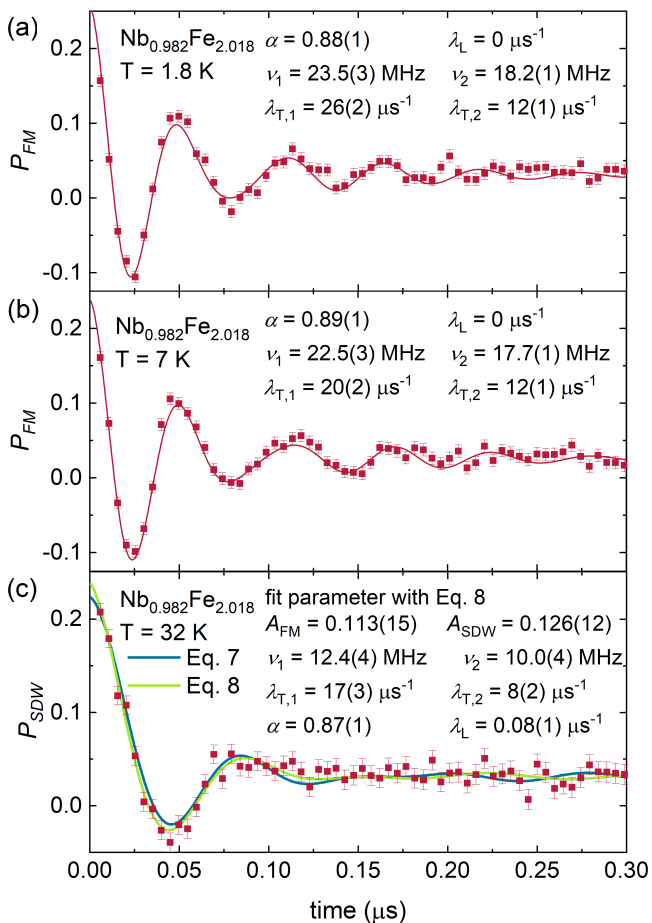 (a)
Nb0.982Fe2.018
T = 1.8 K
α = 0.88(1) λL = 0 μs-1
ν1 = 23.5(3) MHz ν2 = 18.2(1) MHz
λT,1 = 26(2) μs-1 λT,2 = 12(1) μs-1
PFM
0.2
0.1
0.0
-0.1
(b)
Nb0.982Fe2.018
T = 7 K
α = 0.89(1) λL = 0 μs-1
ν1 = 22.5(3) MHz ν2 = 17.7(1) MHz
λT,1 = 20(2) μs-1 λT,2 = 12(1) μs-1
PFM
0.2
0.1
0.0
-0.1
(c)
Nb0.982Fe2.018 fit parameter with Eq. 8
T = 32 K
Eq. 7
Eq. 8
AFM = 0.113(15) ASDW = 0.126(12)
ν1 = 12.4(4) MHz ν2 = 10.0(4) MHz
λT,1 = 17(3) μs-1 λT,2 = 8(2) μs-1
α = 0.87(1) λL = 0.08(1) μs-1
PSDW
0.2
0.1
0.0
0.00 0.05 0.10 0.15 0.20 0.25 0.30
time (μs)